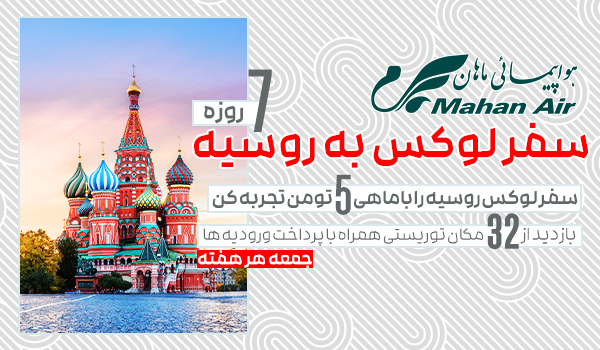 هواپیمائی ماهان
Mahan Air
7 روزه
سفر لوکس به روسیه
سفر لوکس روسیه را با ماهی 5 تومن تجربه کن
بازدید از 32 مکان توریستی همراه با پرداخت ورودیه ها
جمعه هر هفته